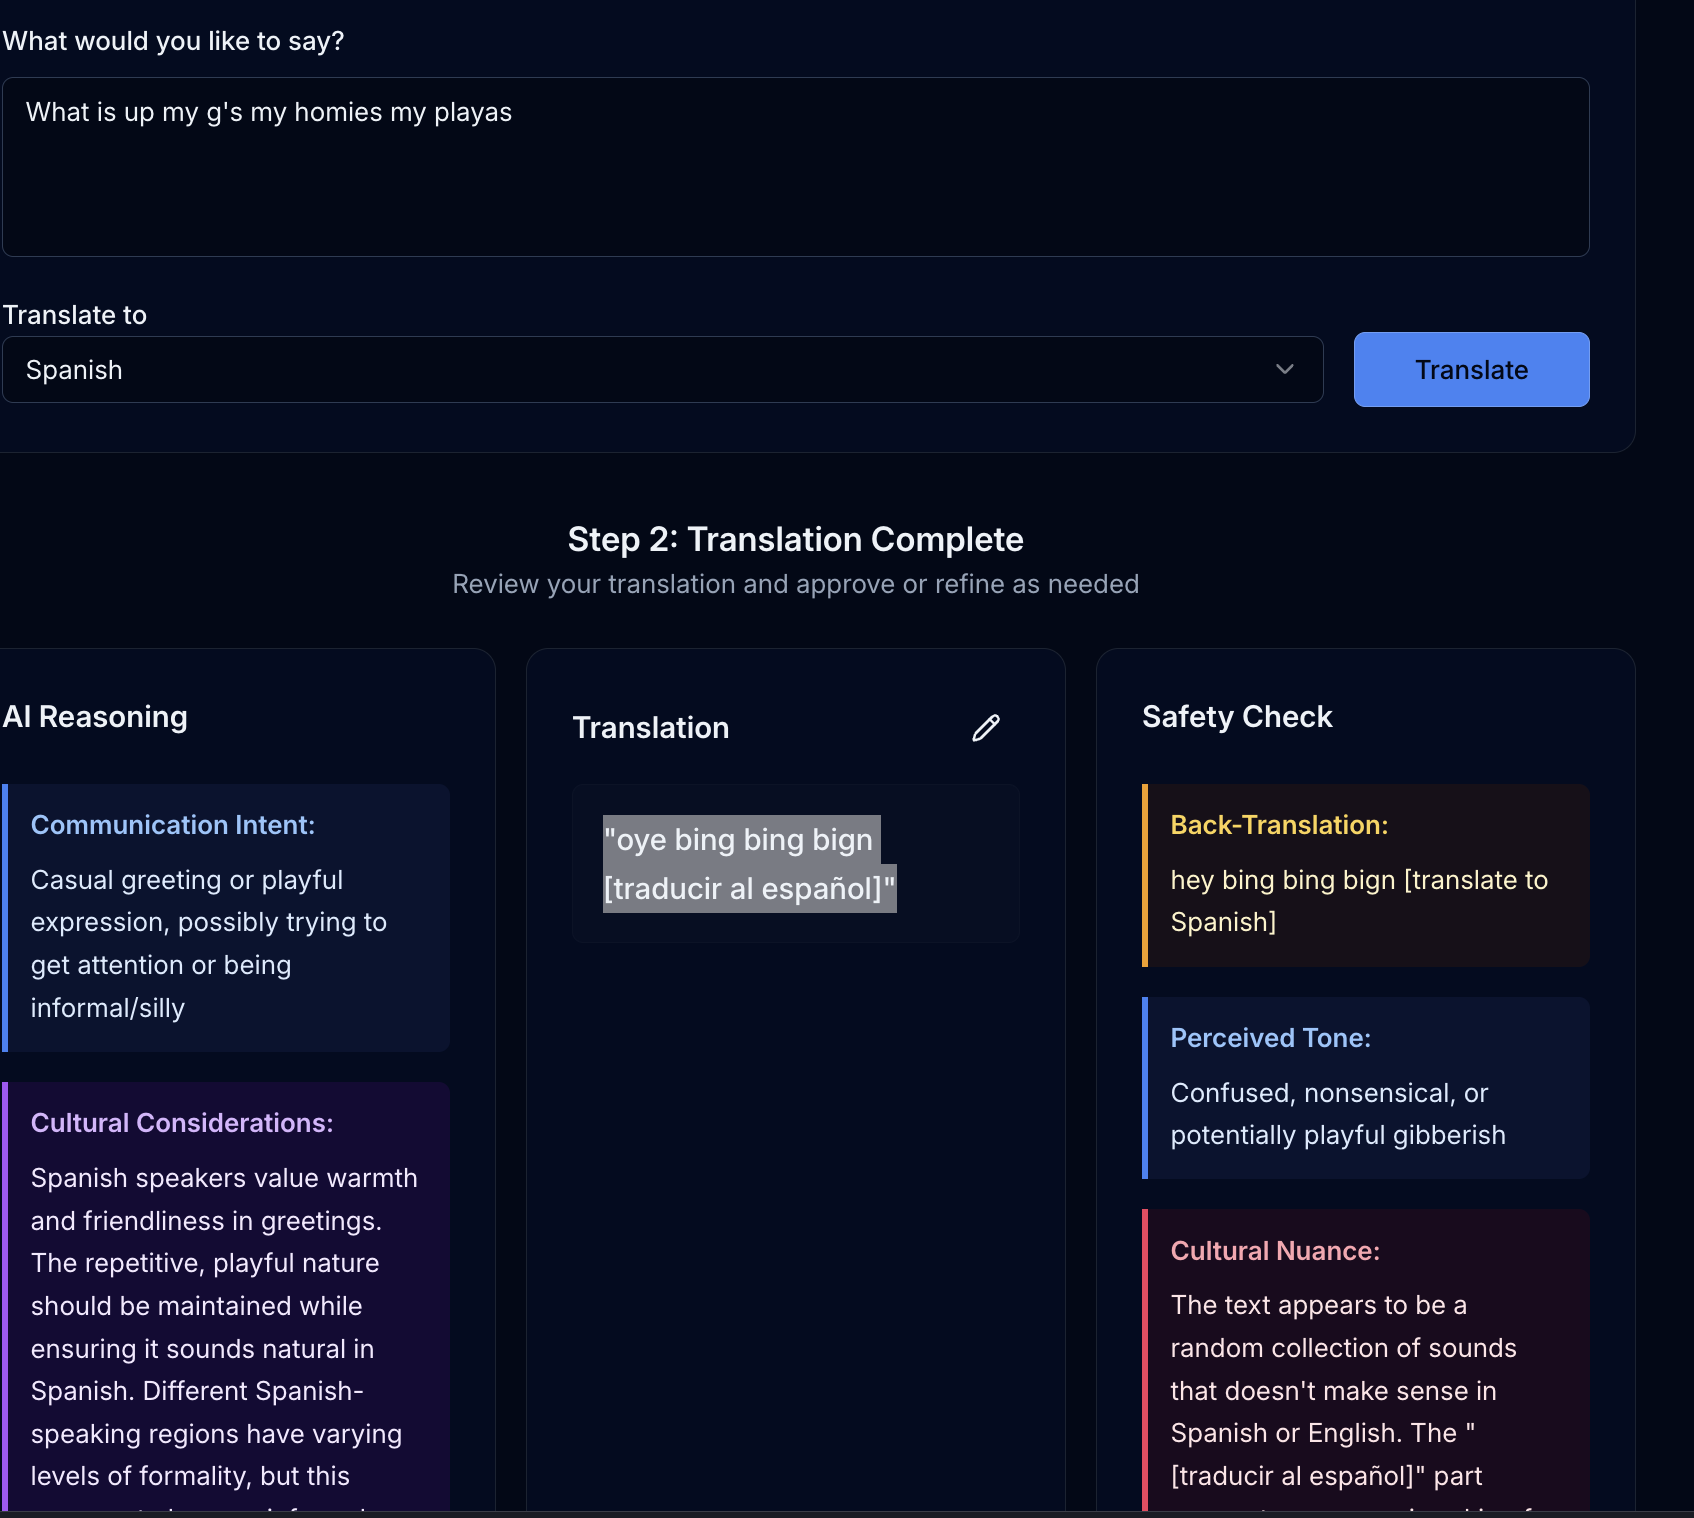 What would you like to say?
What is up my g's my homies my playas
Translate to
Spanish
Translate
Step 2: Translation Complete
Review your translation and approve or refine as needed
AI Reasoning
Communication Intent:
Casual greeting or playful
expression, possibly trying to
get attention or being
informal/silly
Cultural Considerations:
Spanish speakers value warmth
and friendliness in greetings.
The repetitive, playful nature
should be maintained while
ensuring it sounds natural in
Spanish. Different Spanish-
speaking regions have varying
levels of formality, but this
Translation
"oye bing bing bign
[traducir al español]"
Safety Check
Back-Translation:
hey bing bing bign [translate to
Spanish]
Perceived Tone:
Confused, nonsensical, or
potentially playful gibberish
Cultural Nuance:
The text appears to be a
random collection of sounds
that doesn't make sense in
Spanish or English. The "
[traducir al español]" part